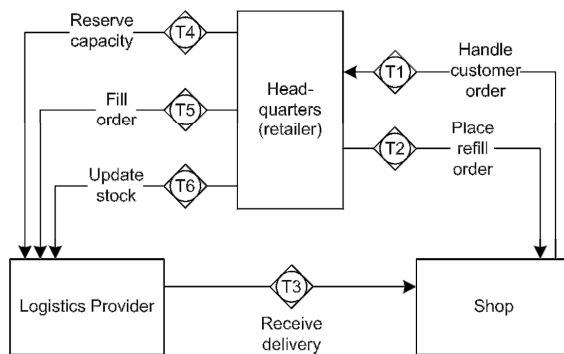 Reserve
capacity
T4
Fill
order
T5
Update
stock
T6
Head-
quarters
(retailer)
T1
Handle
customer
order
T2
Place
refill
order
Logistics Provider
T3
Receive
delivery
Shop